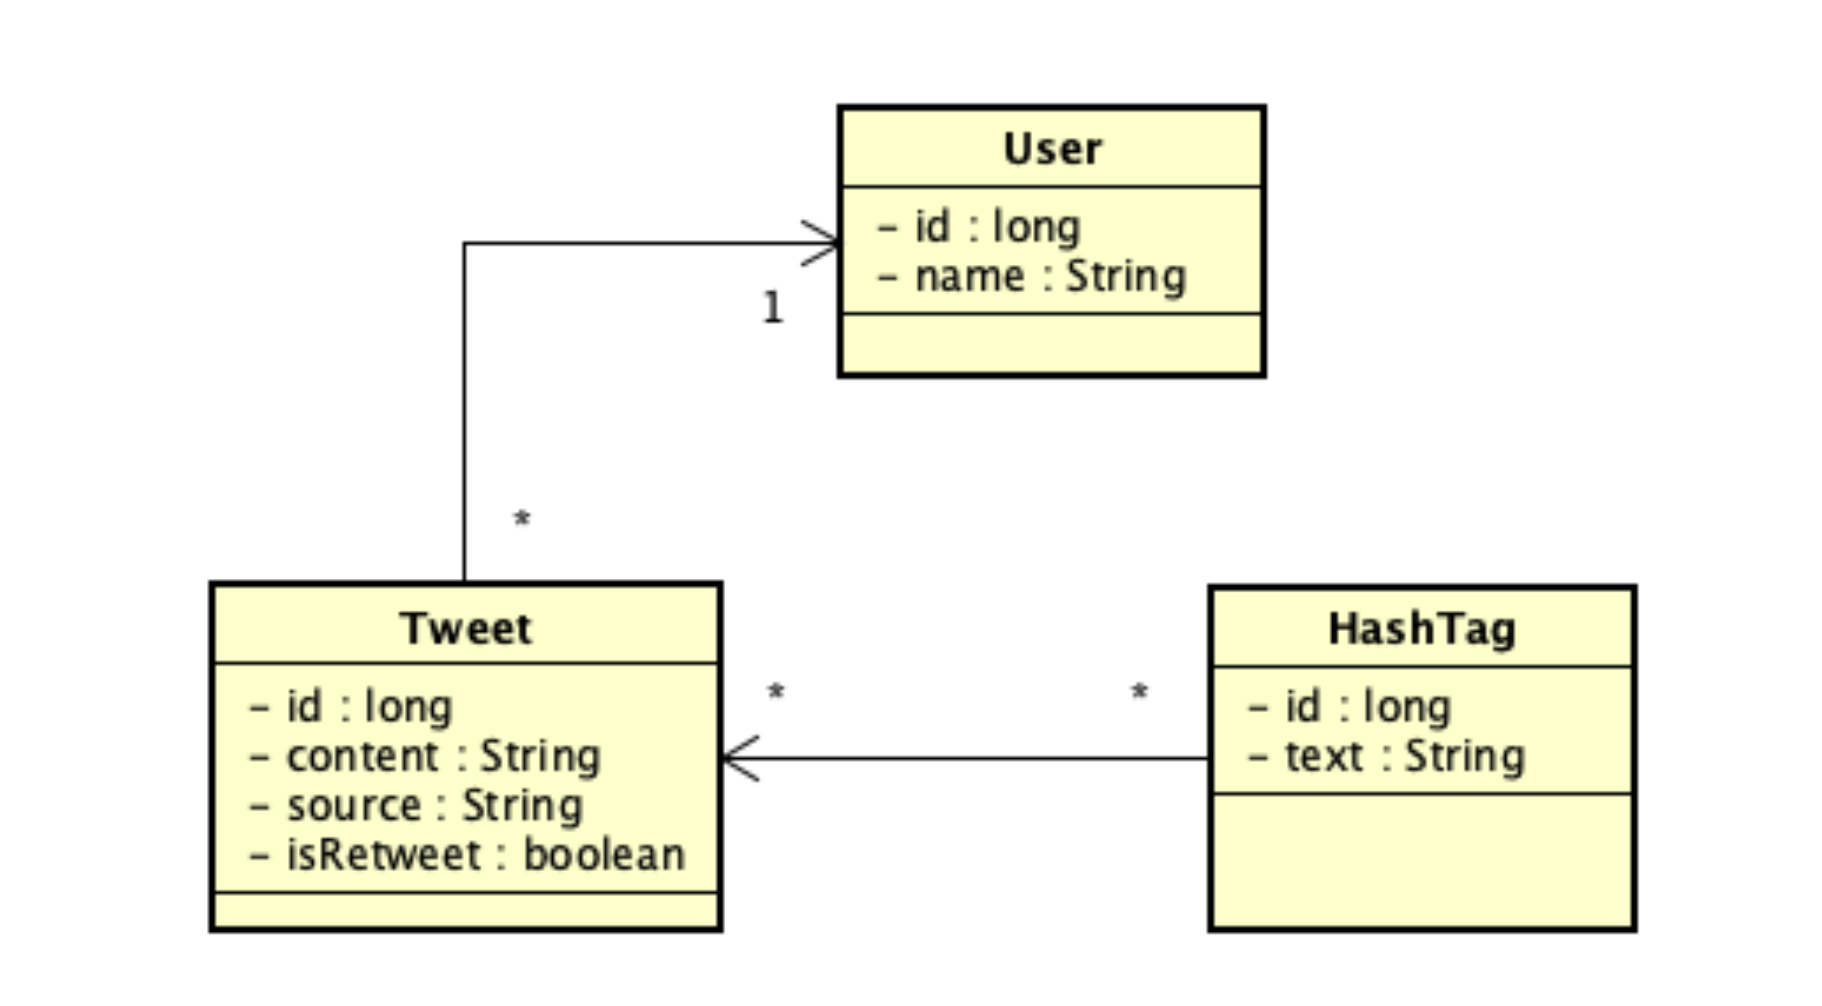 User
– id : long
– name : String
1
*
Tweet
– id : long
– content : String
– source : String
– isRetweet : boolean
*
*
HashTag
– id : long
– text : String